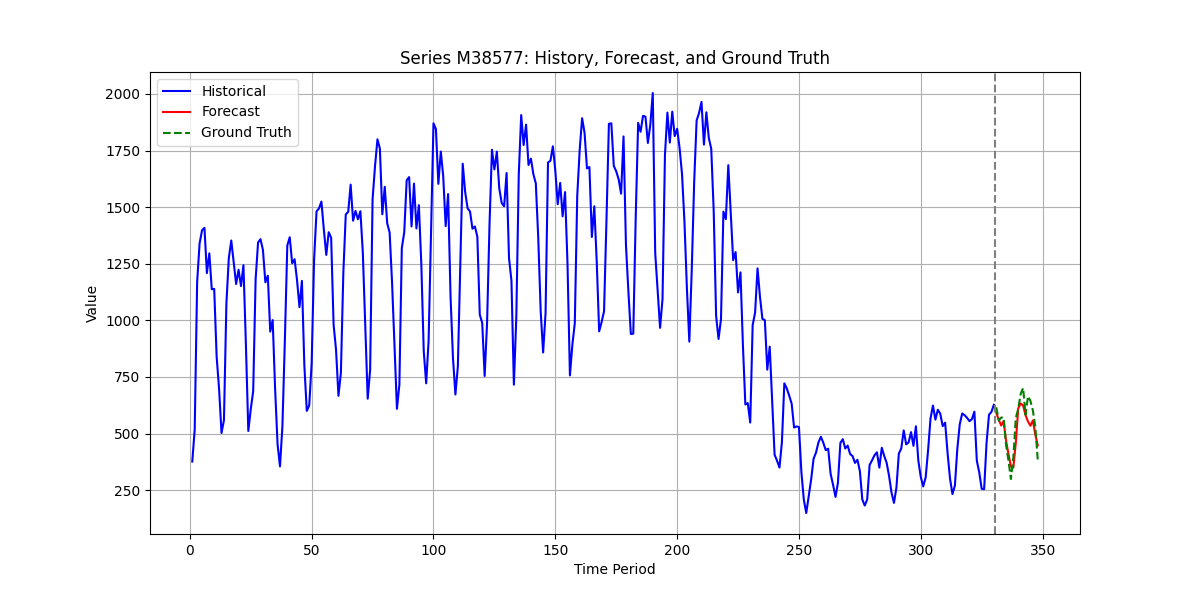 Series M38577: History, Forecast, and Ground Truth
Historical
Forecast
Ground Truth
Value
2000
1750
1500
1250
1000
750
500
250
0 50 100 150 200 250 300 350
Time Period